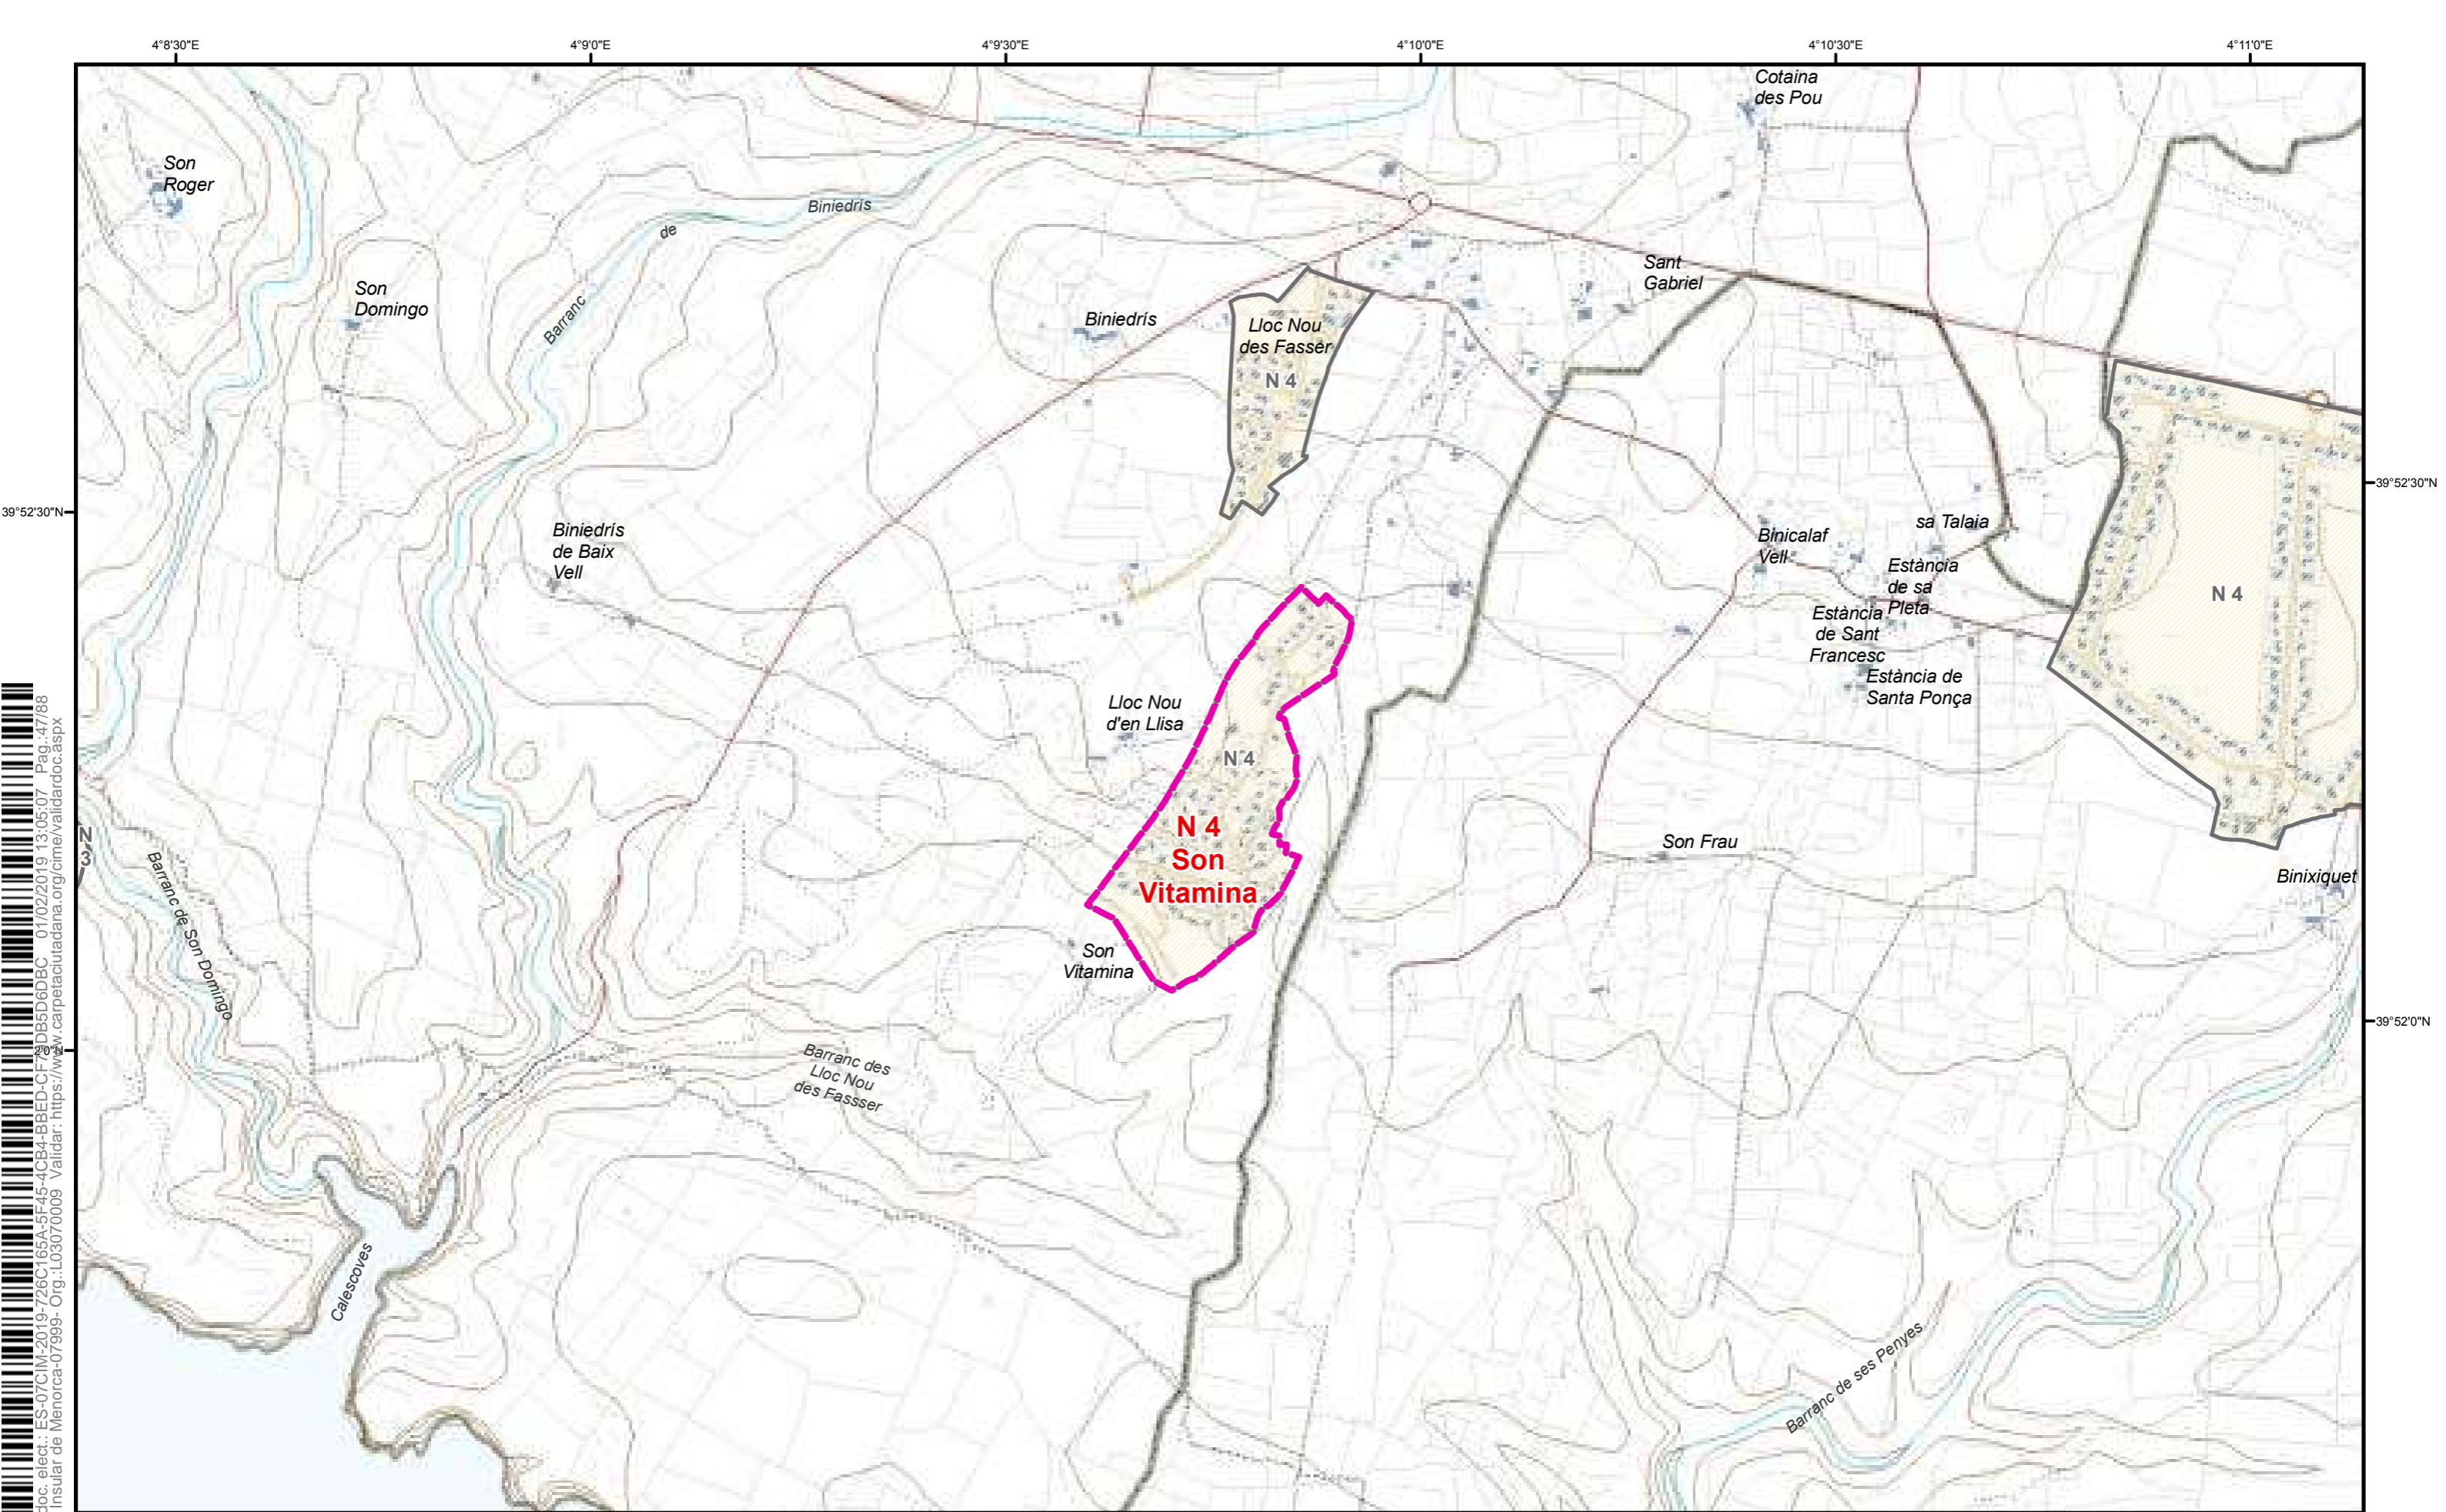 4°8'30"E
4°9'0"E
4°9'30"E
4°10'0"E
4°10'30"E
4°11'0"E
Cotaina
des Pou
Son
Roger
Biniedrís
de
Barranc
Son
Domingo
Sant
Gabriel
Biniedrís
Lloc Nou
des Fasser
N 4
39°52'30"N
39°52'30"N
Biniedrís
de Baix
Vell
sa Talaia
Binicalaf
Vell
Estància
de sa
Pleta
N 4
Estància
de Sant
Francesc
Estància de
Santa Ponça
Lloc Nou
d'en Llisa
N 4
N 4
Son
Vitamina
N
3
Barranc de Son Domingo
Son Frau
Binixiquet
Son
Vitamina
39°52'0"N
Barranc des
Lloc Nou
des Fassser
Calescoves
Barranc de ses Penyes
doc. elect.: ES-07CIM-2019-726C165A-5F45-4CB4-BBED- 01/02/2019 13:05:07 Pag.:47/88
Insular de Menorca-07999- Org.:L03070009 Validar: https://www.carpetaciutadana.org/cime/validardoc.aspx